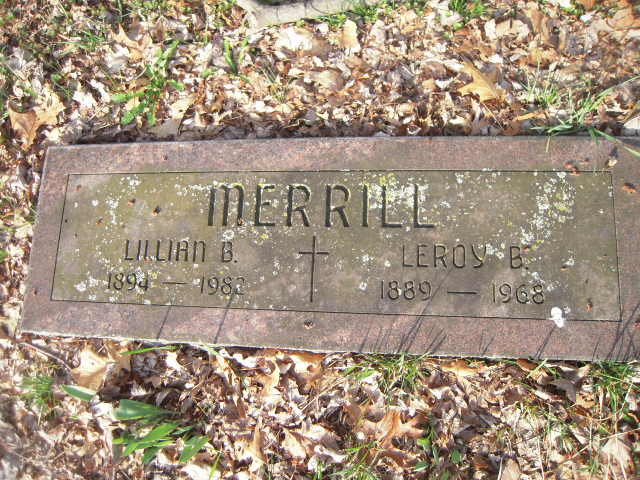 MERRILL
LILLIAN B.
1894 — 1982
LEROY B.
1889 — 1968